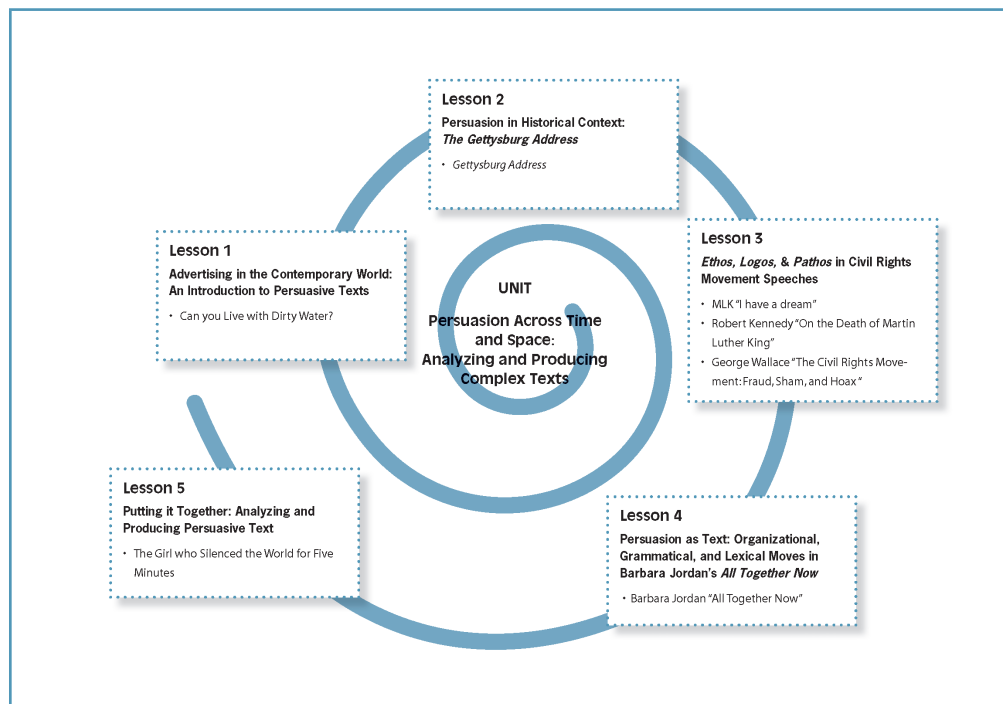 UNIT
Persuasion Across Time
and Space:
Analyzing and Producing
Complex Texts
Lesson 1
Advertising in the Contemporary World:
An Introduction to Persuasive Texts
• Can you Live with Dirty Water?
Lesson 2
Persuasion in Historical Context:
The Gettysburg Address
• Gettysburg Address
Lesson 3
Ethos, Logos, & Pathos in Civil Rights
Movement Speeches
• MLK “I have a dream”
• Robert Kennedy “On the Death of Martin
Luther King”
• George Wallace “The Civil Rights Move-
ment: Fraud, Sham, and Hoax “
Lesson 4
Persuasion as Text: Organizational,
Grammatical, and Lexical Moves in
Barbara Jordan’s All Together Now
• Barbara Jordan “All Together Now”
Lesson 5
Putting it Together: Analyzing and
Producing Persuasive Text
• The Girl who Silenced the World for Five
Minutes